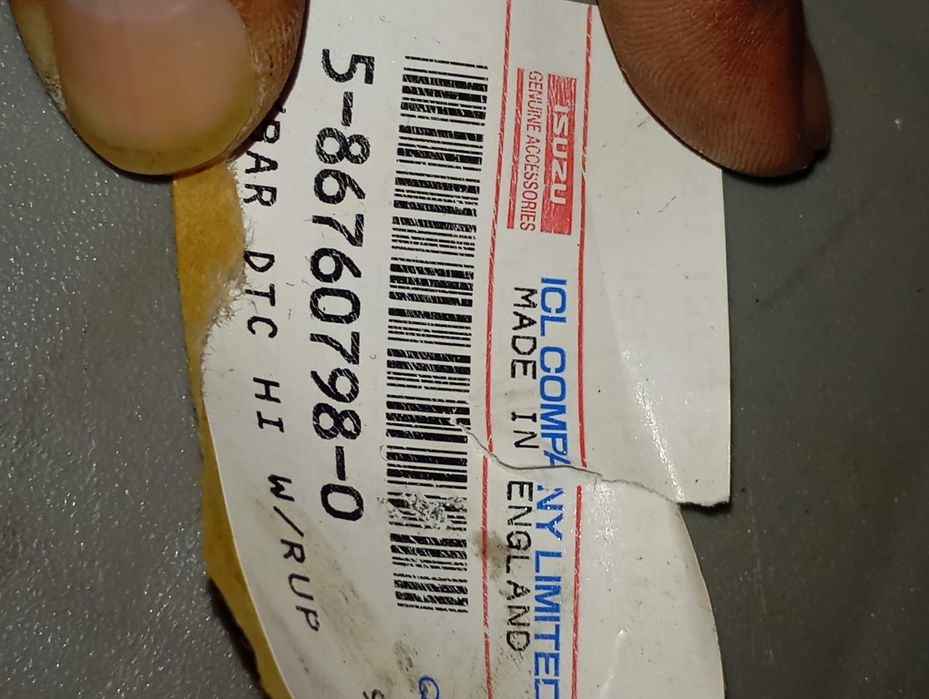 ISUZU
GENUINE ACCESSORIES
ICL COMPANY LIMITED
MADE IN ENGLAND
5-86760798-0
BAR DTC HI W/RUP